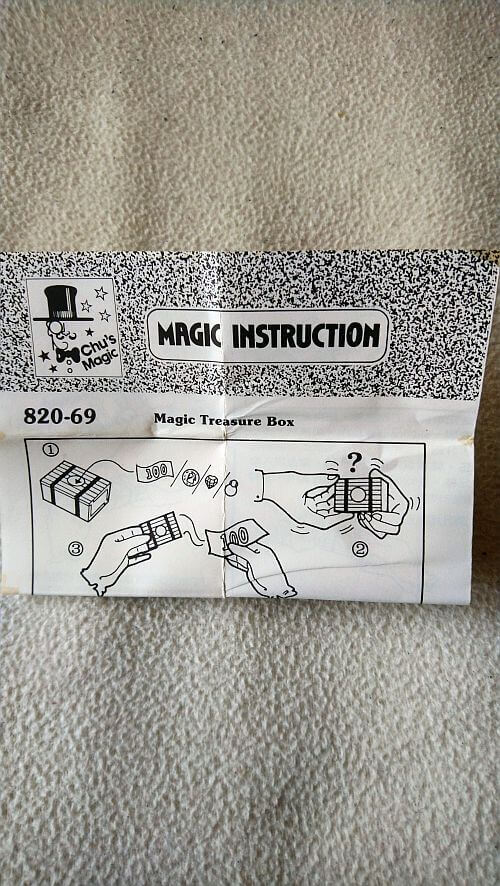 Chu's
Magic
MAGIC INSTRUCTION
820-69
Magic Treasure Box
①
100
?
③
100
②